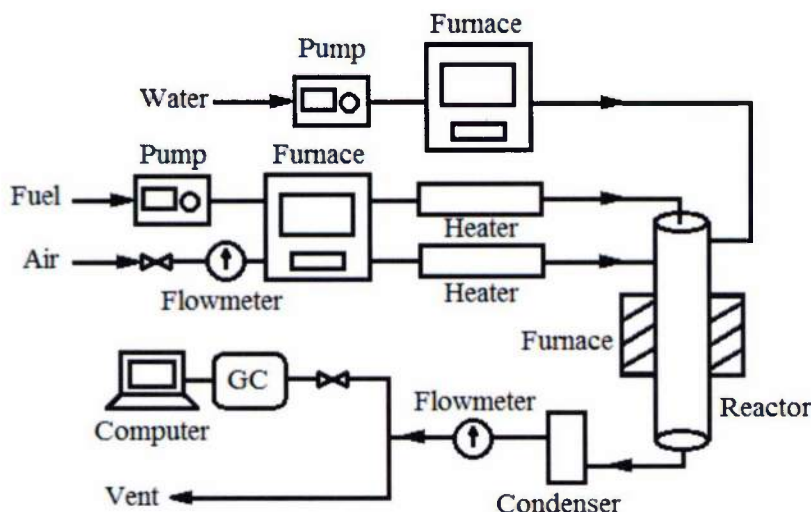 Furnace
Pump
Water
Pump
Furnace
Fuel
Heater
Air
Flowmeter
Heater
Furnace
GC
Flowmeter
Reactor
Computer
Vent
Condenser